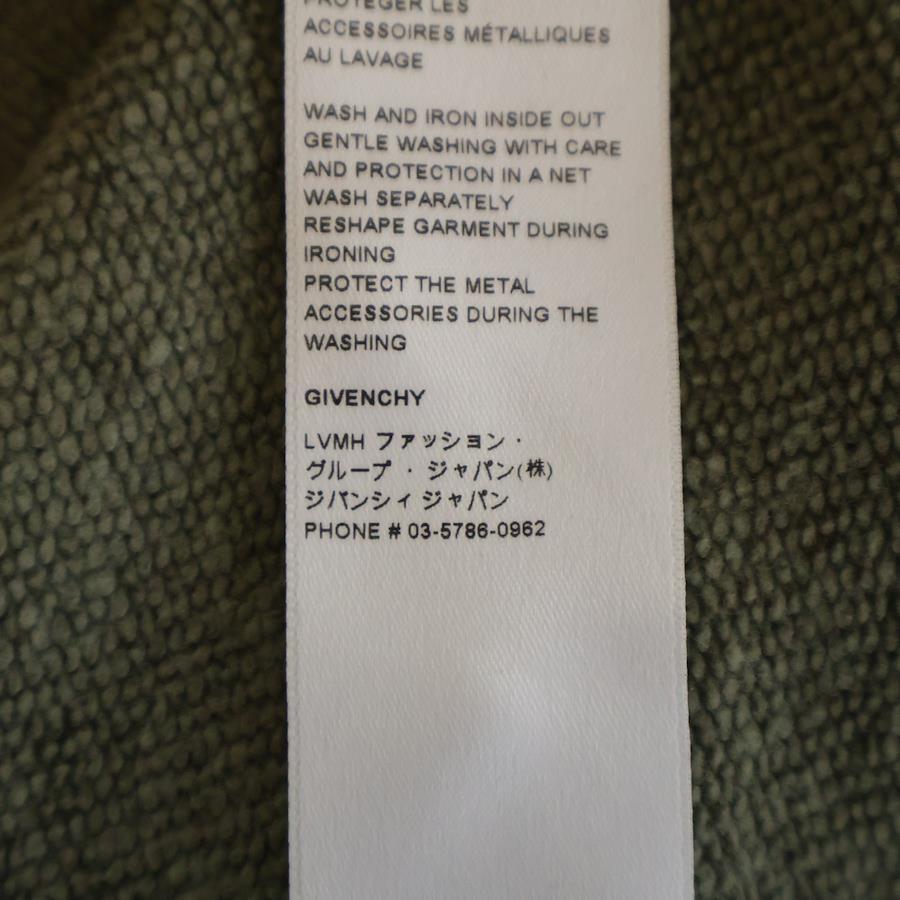 PROTÉGER LES
ACCESSOIRES MÉTALLIQUES
AU LAVAGE
WASH AND IRON INSIDE OUT
GENTLE WASHING WITH CARE
AND PROTECTION IN A NET
WASH SEPARATELY
RESHAPE GARMENT DURING
IRONING
PROTECT THE METAL
ACCESSORIES DURING THE
WASHING
GIVENCHY
LVMH ファッション・
グループ・ジャパン(株)
ジバンシィ ジャパン
PHONE # 03-5786-0962